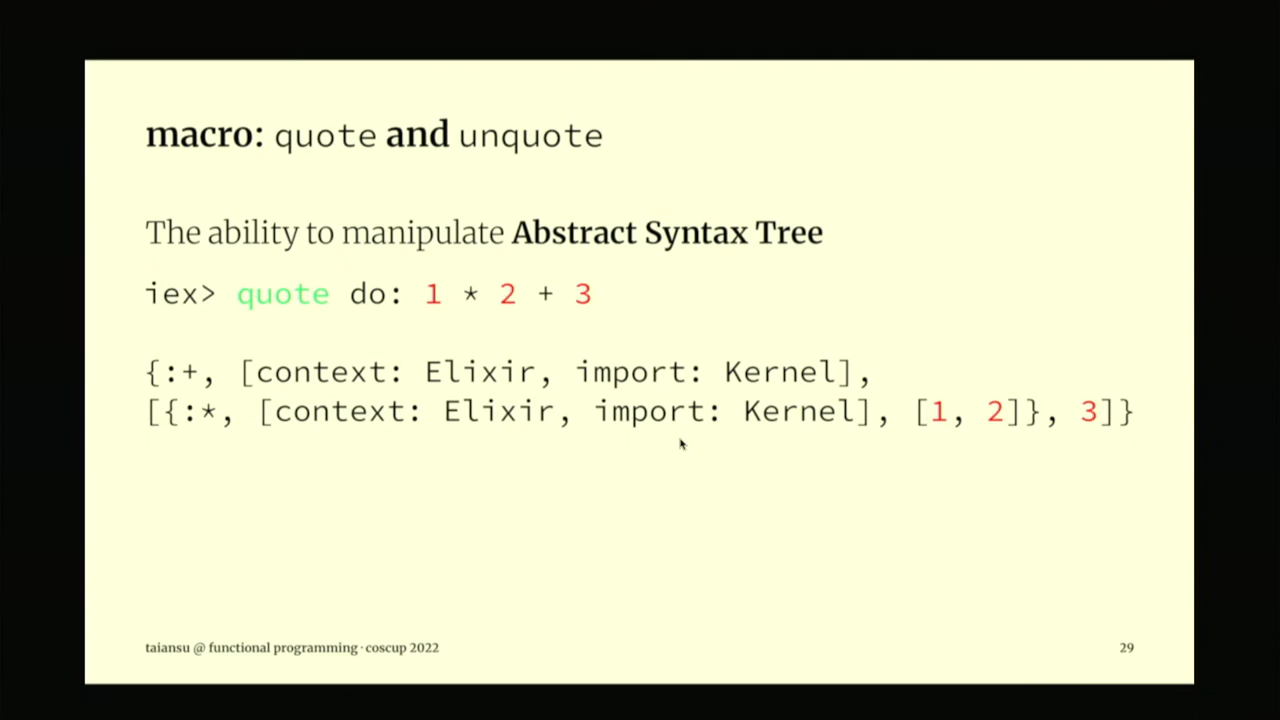 macro: quote and unquote
The ability to manipulate Abstract Syntax Tree
iex> quote do: 1 * 2 + 3
{:+, [context: Elixir, import: Kernel],
[{:*, [context: Elixir, import: Kernel], [1, 2]}, 3]}
taiansu @ functional programming · coscup 2022
29